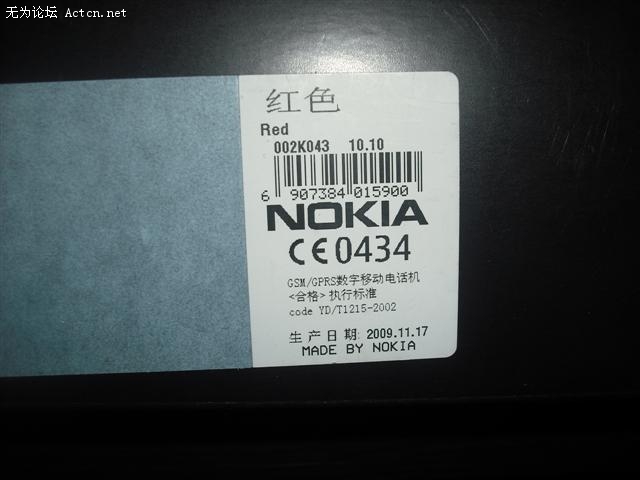 无为论坛 Actcn.net
红色
Red
002K043 10.10
6 907384 015900
NOKIA
CE0434
GSM/GPRS数字移动电话机
<合格>执行标准
code YD/T1215-2002
生产日期: 2009.11.17
MADE BY NOKIA